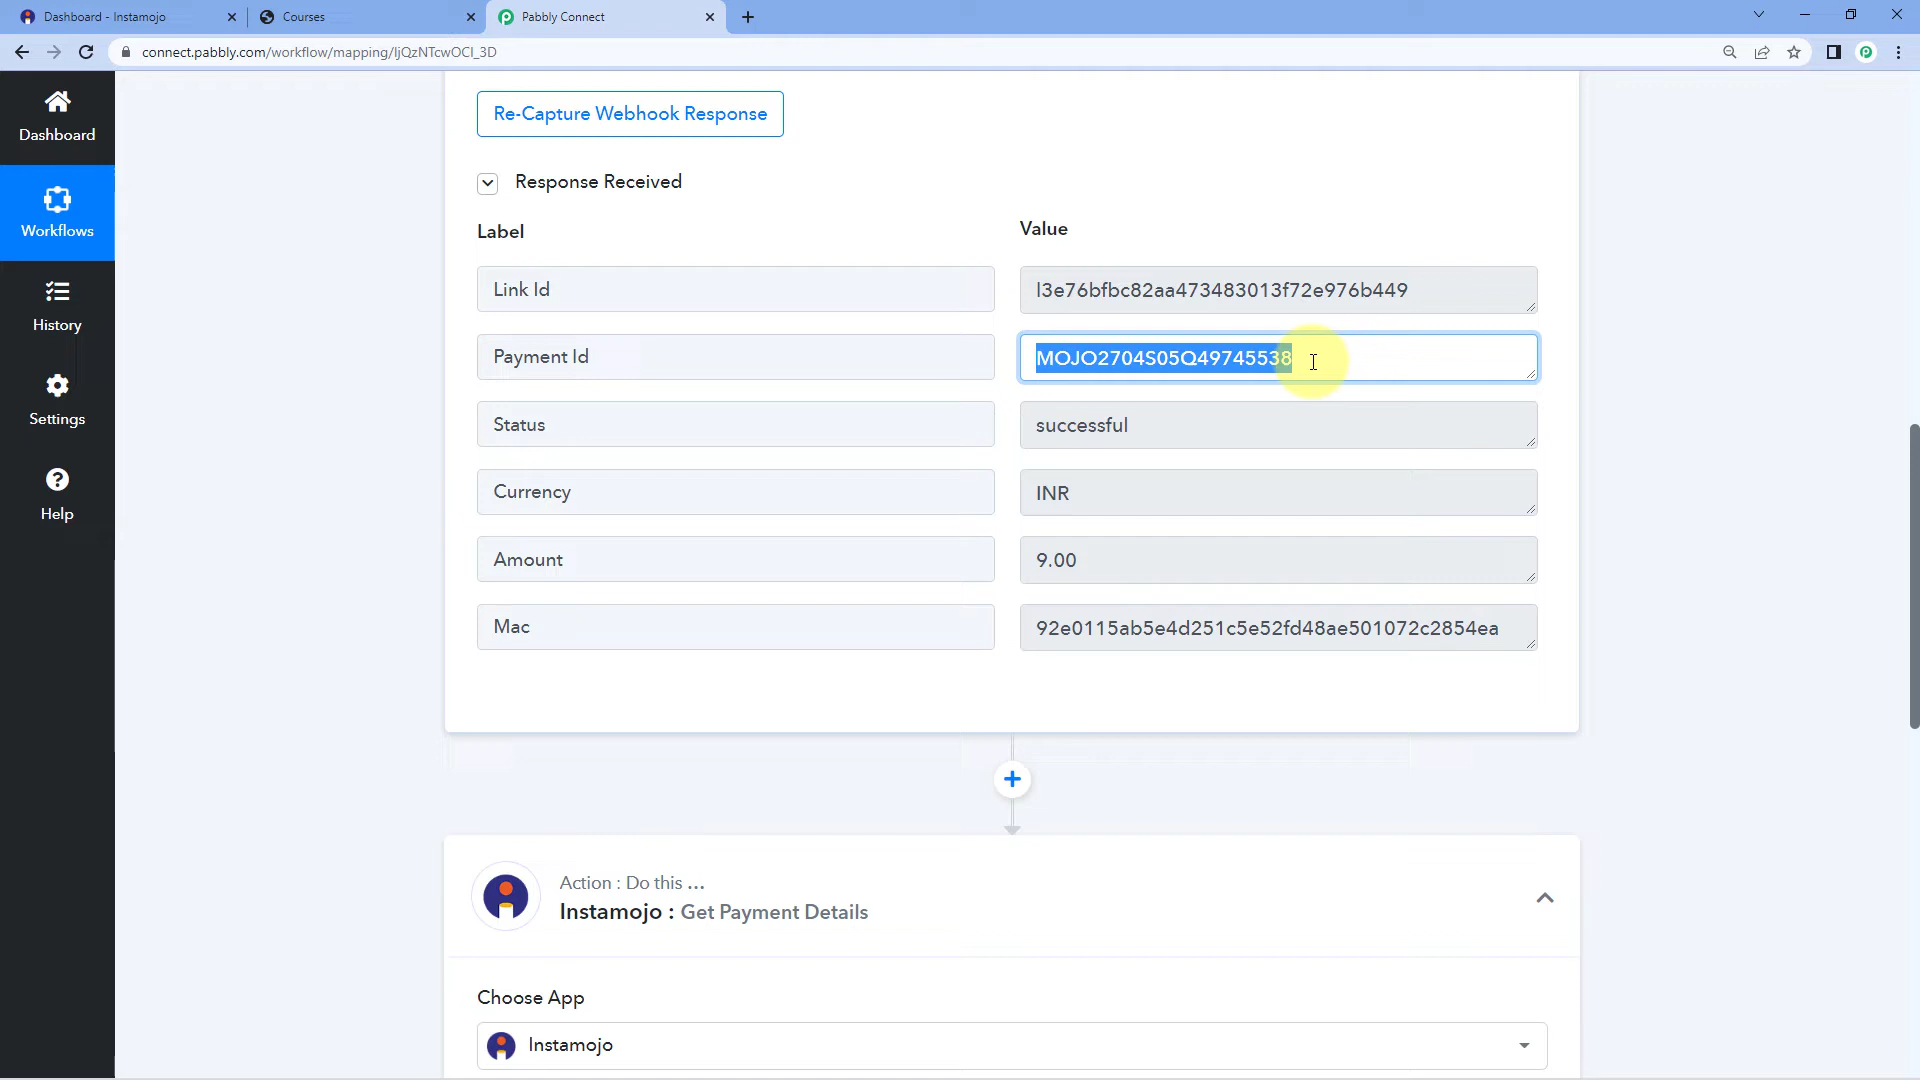 Dashboard - Instamojo
Courses
Pabbly Connect
connect.pabbly.com/workflow/mapping/IjQzNTcwOCI_3D
Dashboard
Workflows
History
Settings
Help
Re-Capture Webhook Response
Response Received
Label
Value
Link Id
l3e76bfbc82aa473483013f72e976b449
Payment Id
MOJO2704S05Q49745538
Status
successful
Currency
INR
Amount
9.00
Mac
92e0115ab5e4d251c5e52fd48ae501072c2854ea
Action : Do this ...
Instamojo : Get Payment Details
Choose App
Instamojo